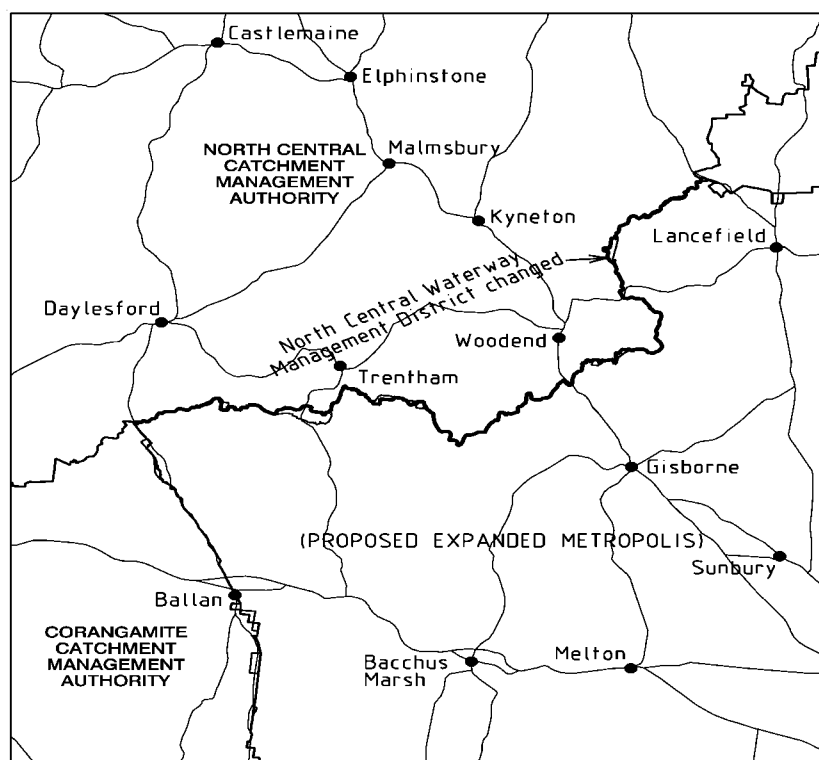 Castlemaine
Elphinstone
Malmsbury
NORTH CENTRAL
CATCHMENT
MANAGEMENT
AUTHORITY
Kyneton
Lancefield
North Central Waterway
Management District changed
Daylesford
Woodend
Trentham
Gisborne
(PROPOSED EXPANDED METROPOLIS)
Sunbury
Ballan
CORANGAMITE
CATCHMENT
MANAGEMENT
AUTHORITY
Bacchus
Marsh
Melton